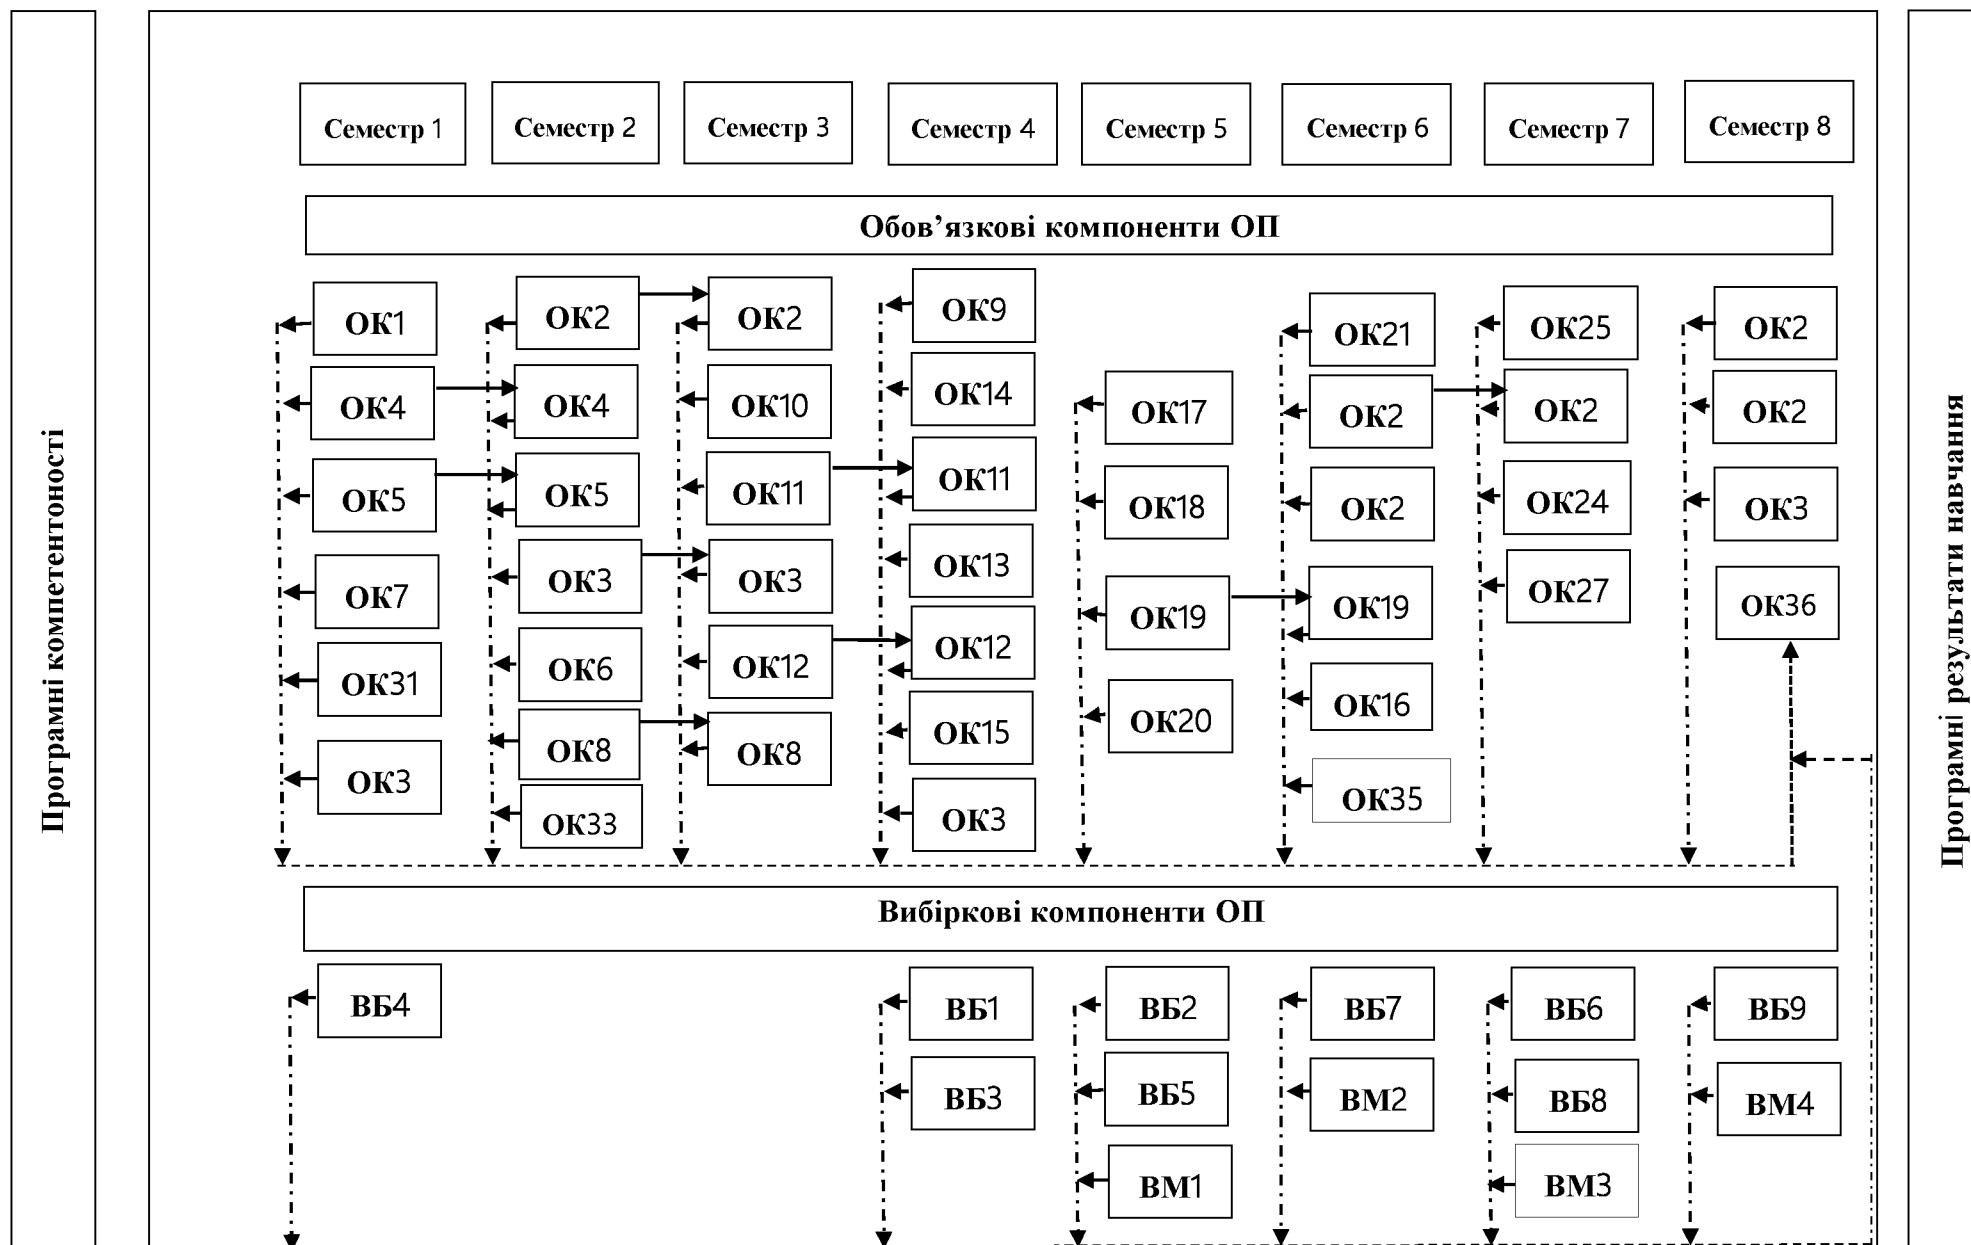 Програмні компетентоності
Семестр 1
Семестр 2
Семестр 3
Семестр 4
Семестр 5
Семестр 6
Семестр 7
Семестр 8
Обов’язкові компоненти ОП
ОК1
ОК4
ОК5
ОК7
ОК31
ОК3
ОК2
ОК4
ОК5
ОК3
ОК6
ОК8
ОК33
ОК2
ОК10
ОК11
ОК3
ОК12
ОК8
ОК9
ОК14
ОК11
ОК13
ОК12
ОК15
ОК3
ОК17
ОК18
ОК19
ОК20
ОК21
ОК2
ОК2
ОК19
ОК16
ОК35
ОК25
ОК2
ОК24
ОК27
ОК2
ОК2
ОК3
ОК36
Вибіркові компоненти ОП
ВБ4
ВБ1
ВБ3
ВБ2
ВБ5
ВМ1
ВБ7
ВМ2
ВБ6
ВБ8
ВМ3
ВБ9
ВМ4
Програмні результати навчання